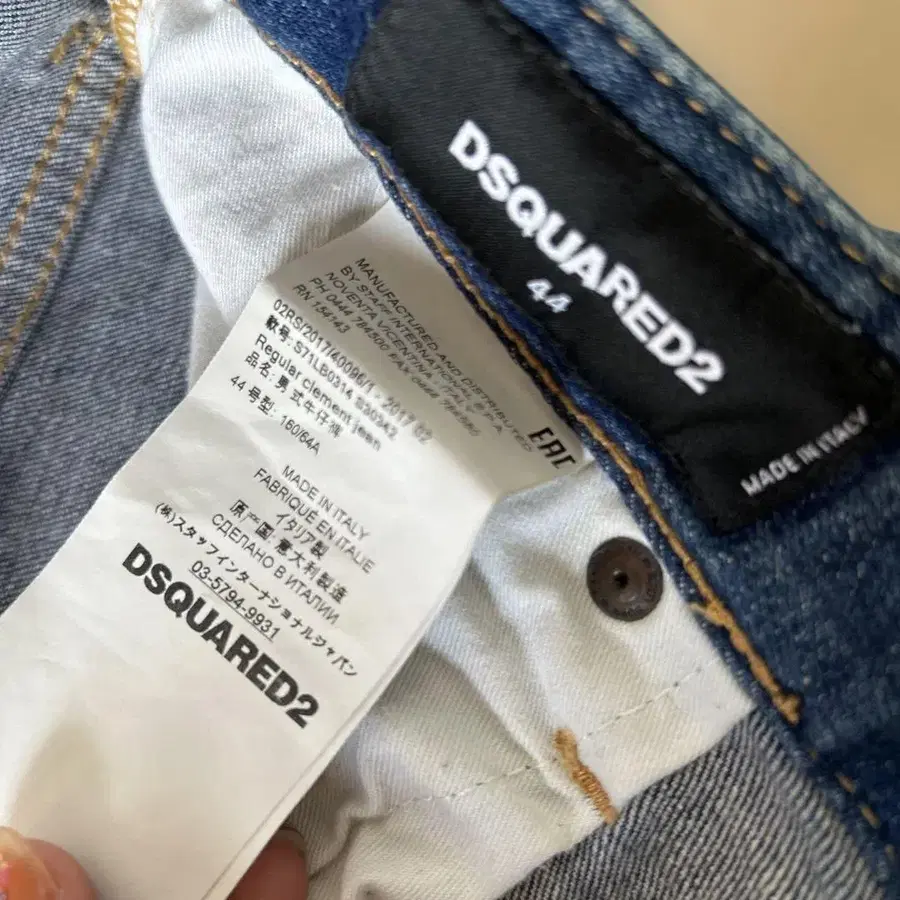 DSQUARED2
44
MADE IN ITALY
MANUFACTURED AND DISTRIBUTED
BY STAFF INTERNATIONAL S.P.A.
NOVENTA VICENTINA - ITALY
PH 0444 784500 FAX 0444
RN 154143
EAC
02RS/2017/40096/1 - 2017 02
款号: S71LB0314 S30342
Regular clement jean
品名: 男式牛仔裤
44 号型: 160/64A
MADE IN ITALY
FABRIQUÉ EN ITALIE
イタリア製
原产国: 意大利製造
СДЕЛАНО В ИТАЛИИ
(株)スタッフインターナショナルジャパン
03-5794-9931
DSQUARED2